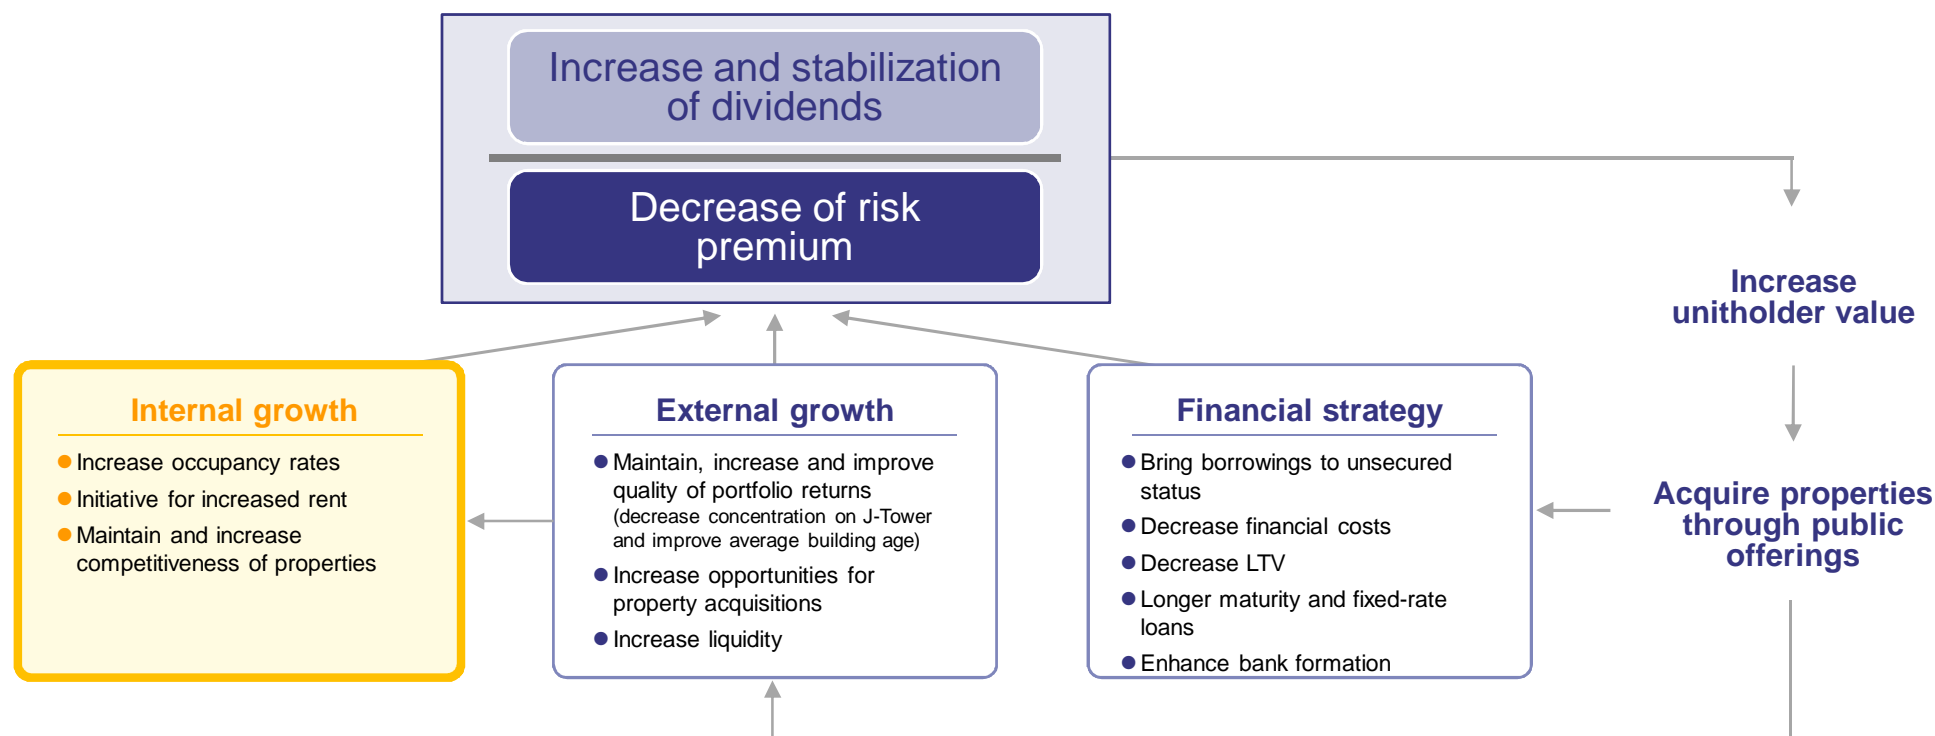 Increase and stabilization
of dividends
Decrease of risk
premium
Increase
unitholder value
Internal growth
Increase occupancy rates
Initiative for increased rent
Maintain and increase
competitiveness of properties
External growth
Maintain, increase and improve
quality of portfolio returns
(decrease concentration on J-Tower
and improve average building age)
Increase opportunities for
property acquisitions
Increase liquidity
Financial strategy
Bring borrowings to unsecured
status
Decrease financial costs
Decrease LTV
Longer maturity and fixed-rate
loans
Enhance bank formation
Acquire properties
through public
offerings